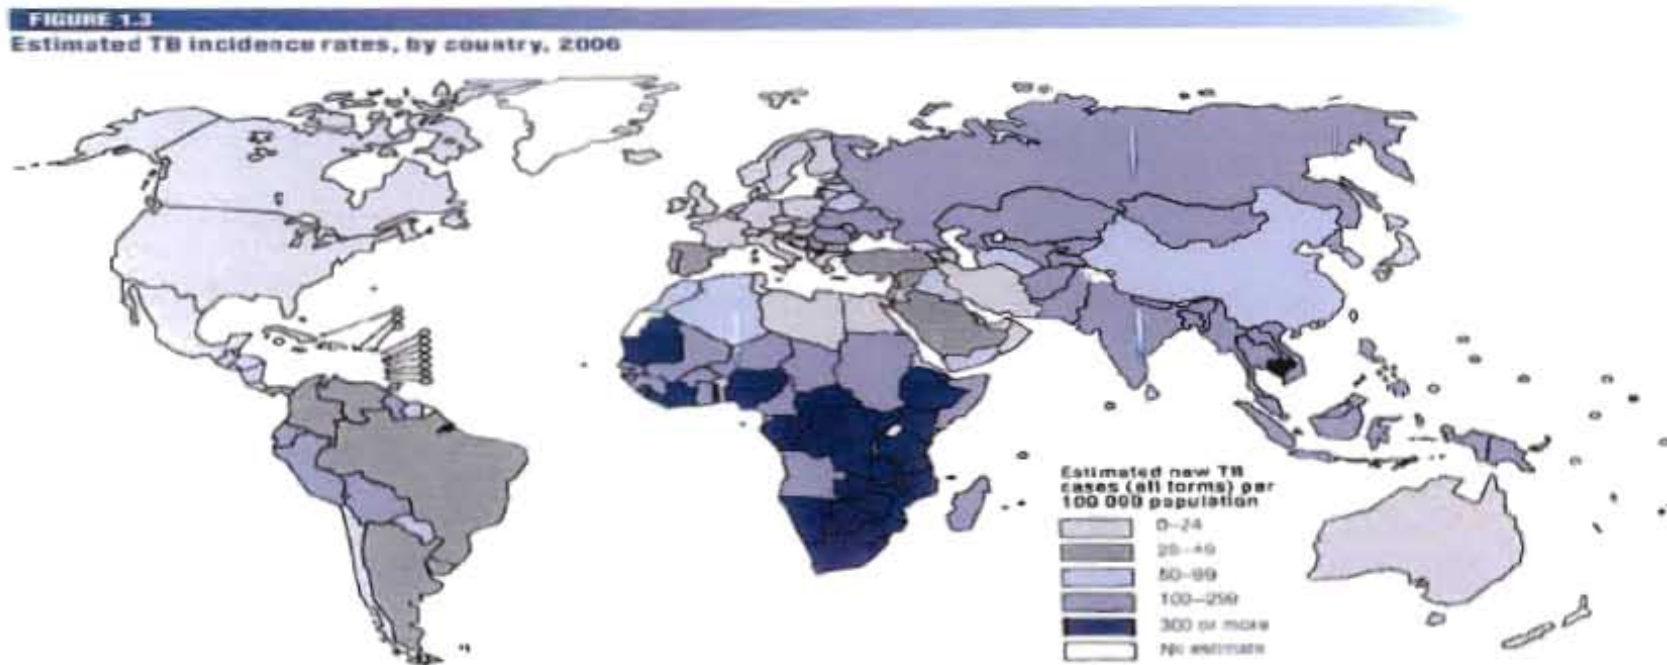 FIGURE 1.3
Estimated TB incidence rates, by country, 2006
Estimated new TB
cases (all forms) per
100 000 population
0–24
25–49
50–99
100–299
300 or more
No estimate